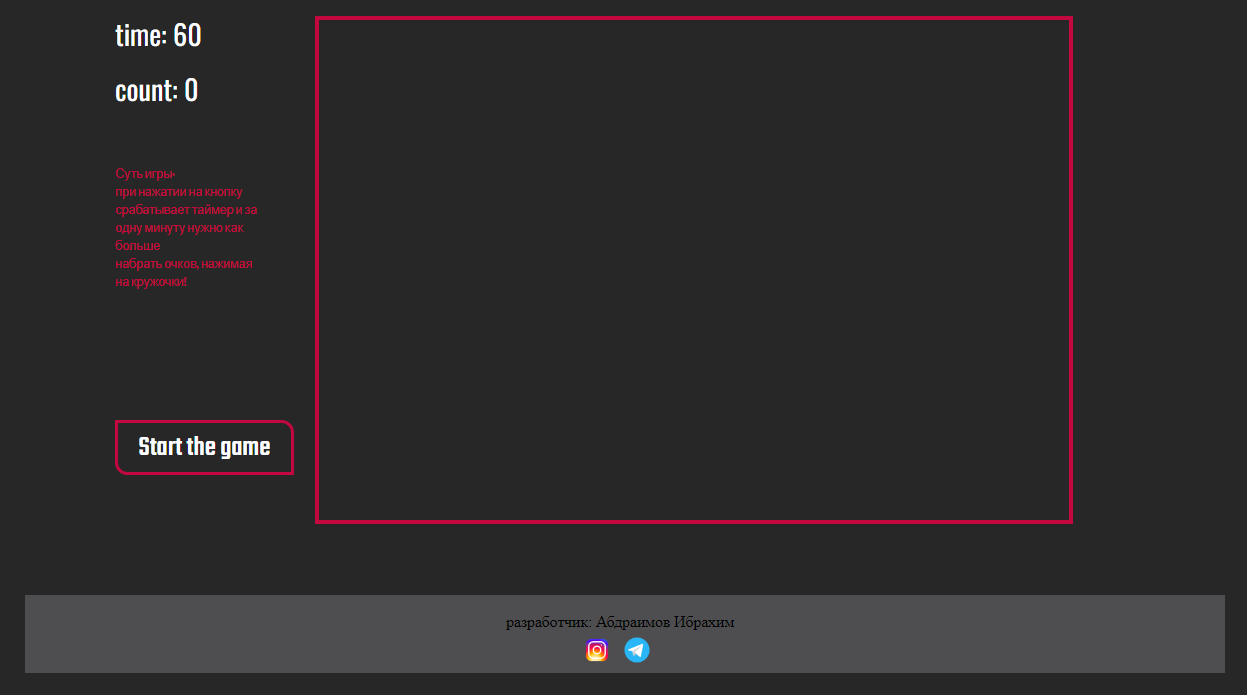 time: 60
count: 0
Суть игры:
при нажатии на кнопку
срабатывает таймер и за
одну минуту нужно как
больше
набрать очков, нажимая
на кружочки!
Start the game
разработчик: Абдраимов Ибрахим